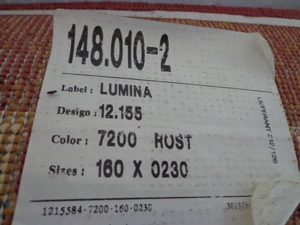 148.010-2
Label : LUMINA
Design : 12.155
Color : 7200 ROST
Sizes : 160 X 0230
1215584-7200-160-0230